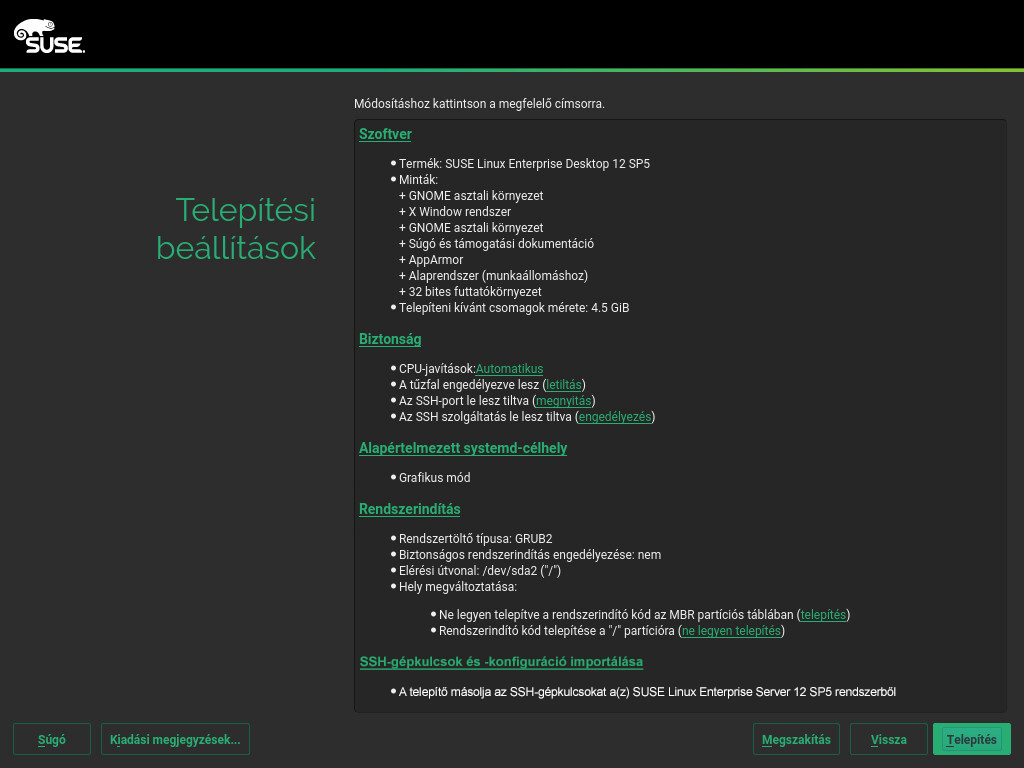 SUSE.
Módosításhoz kattintson a megfelelő címsorra.
Telepítési
beállítások
Szoftver
• Termék: SUSE Linux Enterprise Desktop 12 SP5
• Minták:
+ GNOME asztali környezet
+ X Window rendszer
+ GNOME asztali környezet
+ Súgó és támogatási dokumentáció
+ AppArmor
+ Alaprendszer (munkaállomáshoz)
+ 32 bites futtatókörnyezet
• Telepíteni kívánt csomagok mérete: 4.5 GiB
Biztonság
• CPU-javítások:Automatikus
• A tűzfal engedélyezve lesz (letiltás)
• Az SSH-port le lesz tiltva (megnyitás)
• Az SSH szolgáltatás le lesz tiltva (engedélyezés)
Alapértelmezett systemd-célhely
• Grafikus mód
Rendszerindítás
• Rendszertöltő típusa: GRUB2
• Biztonságos rendszerindítás engedélyezése: nem
• Elérési útvonal: /dev/sda2 ("/")
• Hely megváltoztatása:
• Ne legyen telepítve a rendszerindító kód az MBR partíciós táblában (telepítés)
• Rendszerindító kód telepítése a "/" partícióra (ne legyen telepítés)
SSH-gépkulcsok és -konfiguráció importálása
• A telepítő másolja az SSH-gépkulcsokat a(z) SUSE Linux Enterprise Server 12 SP5 rendszerből
Súgó
Kiadási megjegyzések...
Megszakítás
Vissza
Telepítés